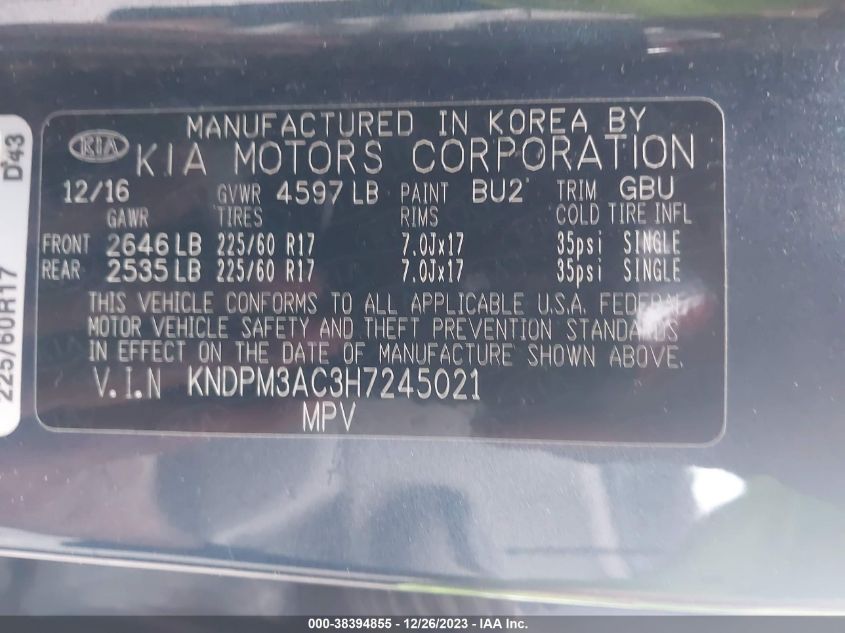 MANUFACTURED IN KOREA BY
KIA KIA MOTORS CORPORATION
12/16 GVWR 4597 LB PAINT BU2 TRIM GBU
GAWR TIRES RIMS COLD TIRE INFL
FRONT 2646 LB 225/60 R17 7.0Jx17 35psi SINGLE
REAR 2535 LB 225/60 R17 7.0Jx17 35psi SINGLE
THIS VEHICLE CONFORMS TO ALL APPLICABLE U.S.A. FEDERAL
MOTOR VEHICLE SAFETY AND THEFT PREVENTION STANDARDS
IN EFFECT ON THE DATE OF MANUFACTURE SHOWN ABOVE.
V.I.N KNDPM3AC3H7245021
MPV
225/60R17 D43
000-38394855 - 12/26/2023 - IAA Inc.